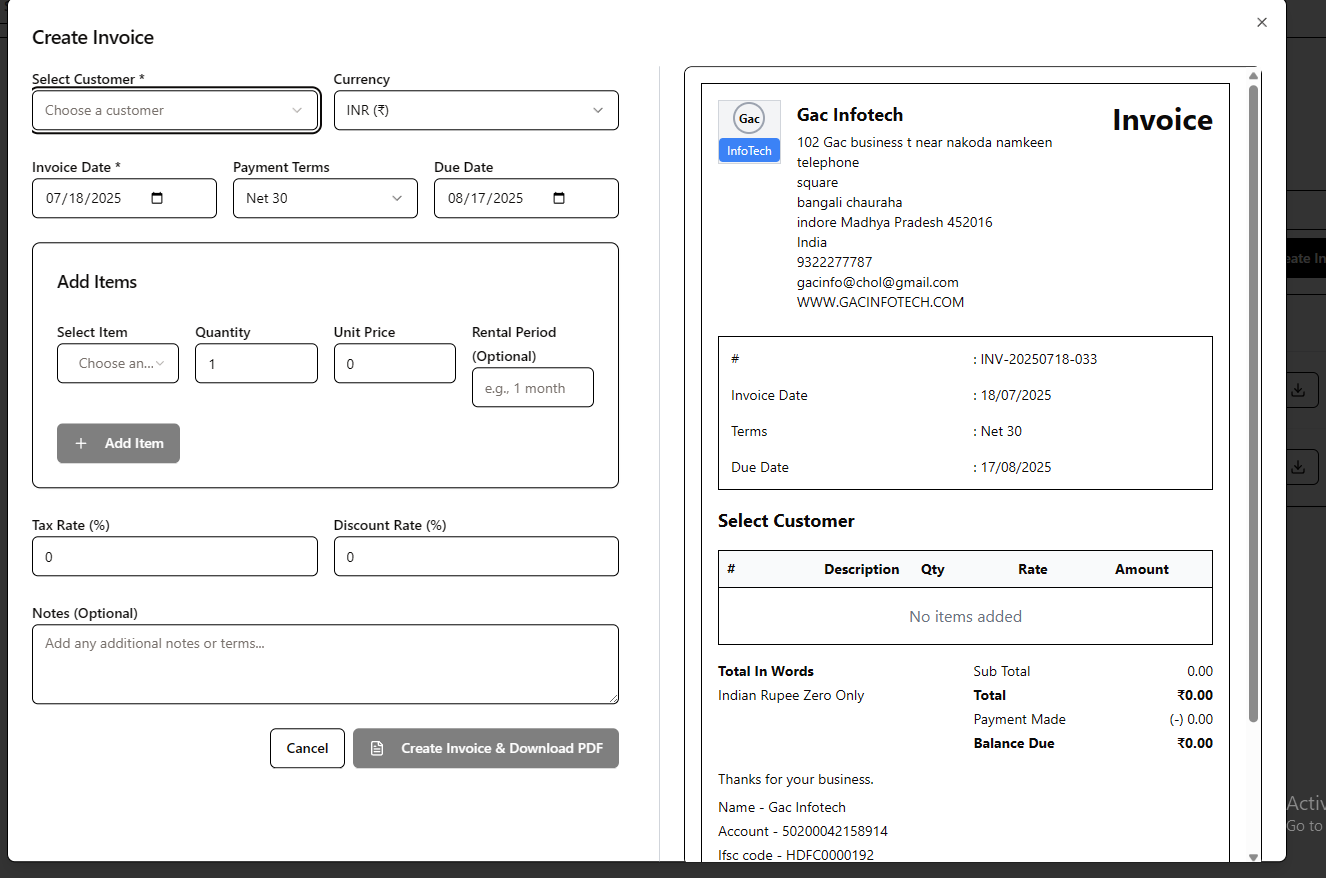 Create Invoice
Select Customer *
Currency
Choose a customer
INR (₹)
Invoice Date *
Payment Terms
Due Date
07/18/2025
Net 30
08/17/2025
Add Items
Select Item
Quantity
Unit Price
Rental Period
(Optional)
Choose an...
1
0
e.g., 1 month
+ Add Item
Tax Rate (%)
Discount Rate (%)
0
0
Notes (Optional)
Add any additional notes or terms...
Cancel
Create Invoice & Download PDF
Gac
InfoTech
Gac Infotech
Invoice
102 Gac business t near nakoda namkeen
telephone
square
bangali chauraha
indore Madhya Pradesh 452016
India
9322277787
gacinfo@chol@gmail.com
WWW.GACINFOTECH.COM
# : INV-20250718-033
Invoice Date : 18/07/2025
Terms : Net 30
Due Date : 17/08/2025
Select Customer
# Description Qty Rate Amount
No items added
Total In Words
Indian Rupee Zero Only
Sub Total 0.00
Total ₹0.00
Payment Made (-) 0.00
Balance Due ₹0.00
Thanks for your business.
Name - Gac Infotech
Account - 50200042158914
Ifsc code - HDFC0000192
eate In
Activ
Go to